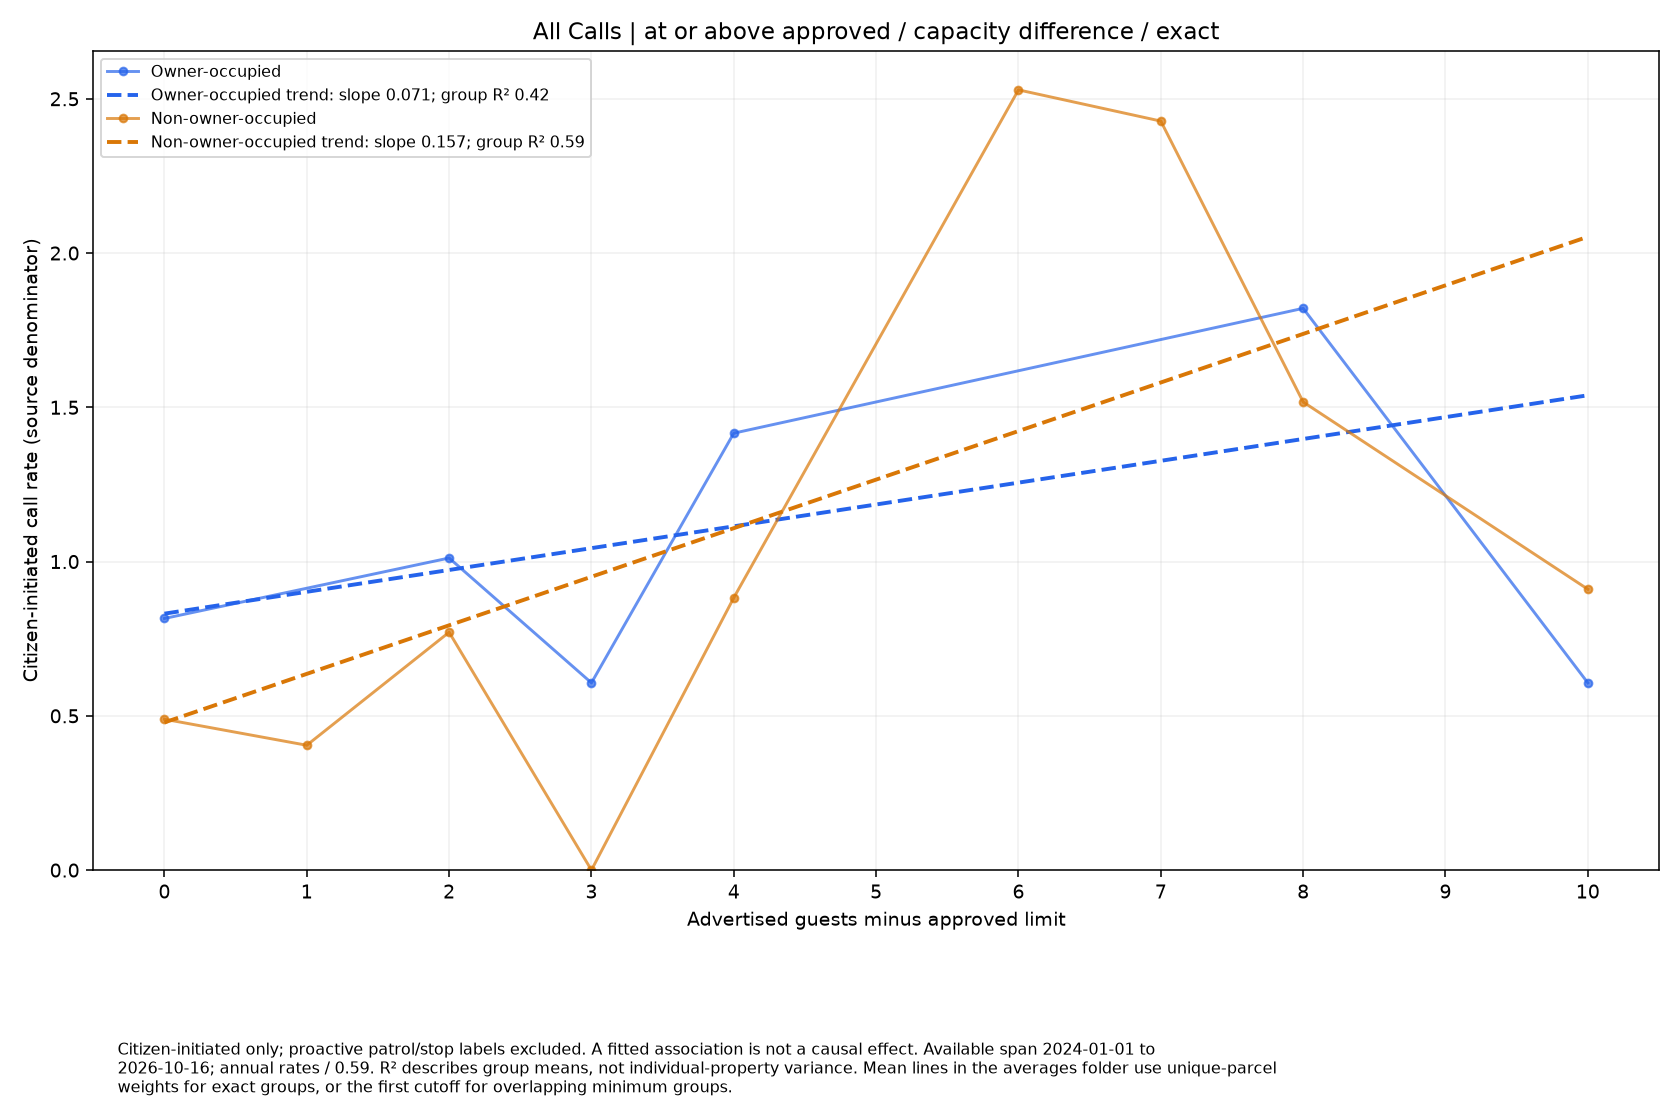 All Calls | at or above approved / capacity difference / exact
Owner-occupied
Owner-occupied trend: slope 0.071; group R² 0.42
Non-owner-occupied
Non-owner-occupied trend: slope 0.157; group R² 0.59
Citizen-initiated call rate (source denominator)
2.5
2.0
1.5
1.0
0.5
0.0
0 1 2 3 4 5 6 7 8 9 10
Advertised guests minus approved limit
Citizen-initiated only; proactive patrol/stop labels excluded. A fitted association is not a causal effect. Available span 2024-01-01 to
2026-10-16; annual rates / 0.59. R² describes group means, not individual-property variance. Mean lines in the averages folder use unique-parcel
weights for exact groups, or the first cutoff for overlapping minimum groups.